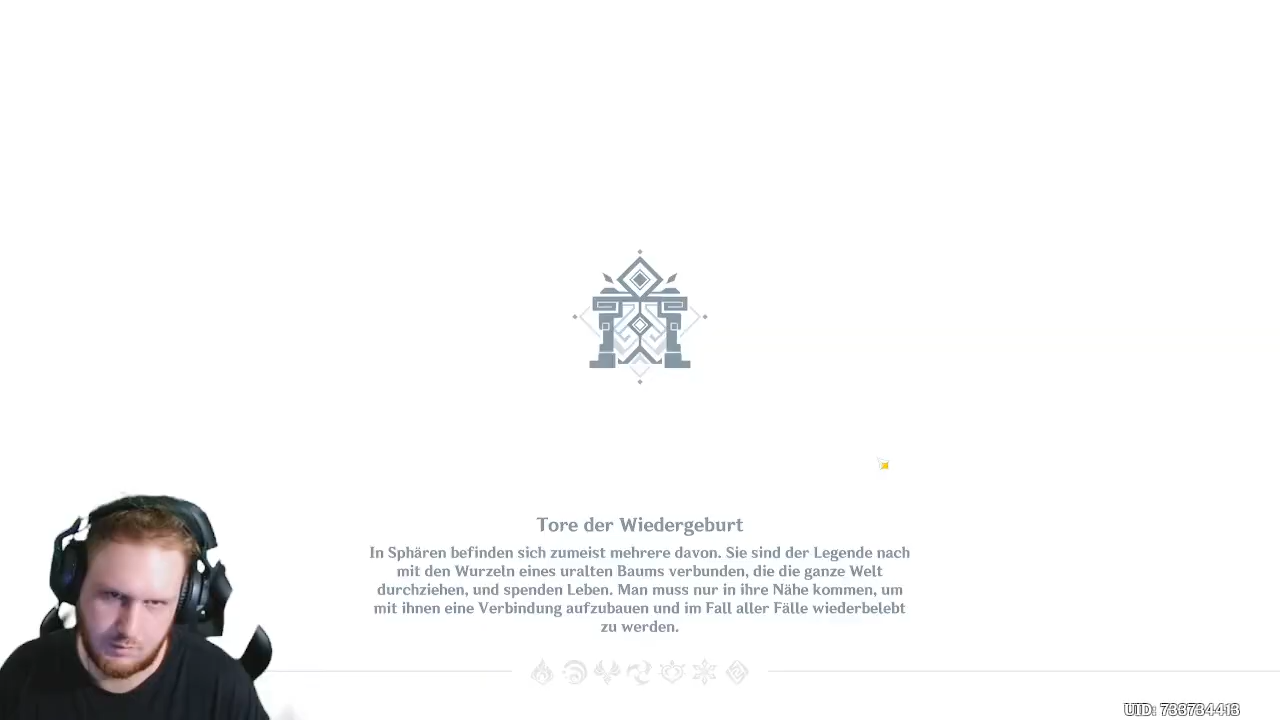 Tore der Wiedergeburt
In Sphären befinden sich zumeist mehrere davon. Sie sind der Legende nach
mit den Wurzeln eines uralten Baums verbunden, die die ganze Welt
durchziehen, und spenden Leben. Man muss nur in ihre Nähe kommen, um
mit ihnen eine Verbindung aufzubauen und im Fall aller Fälle wiederbelebt
zu werden.
UID: 733734413